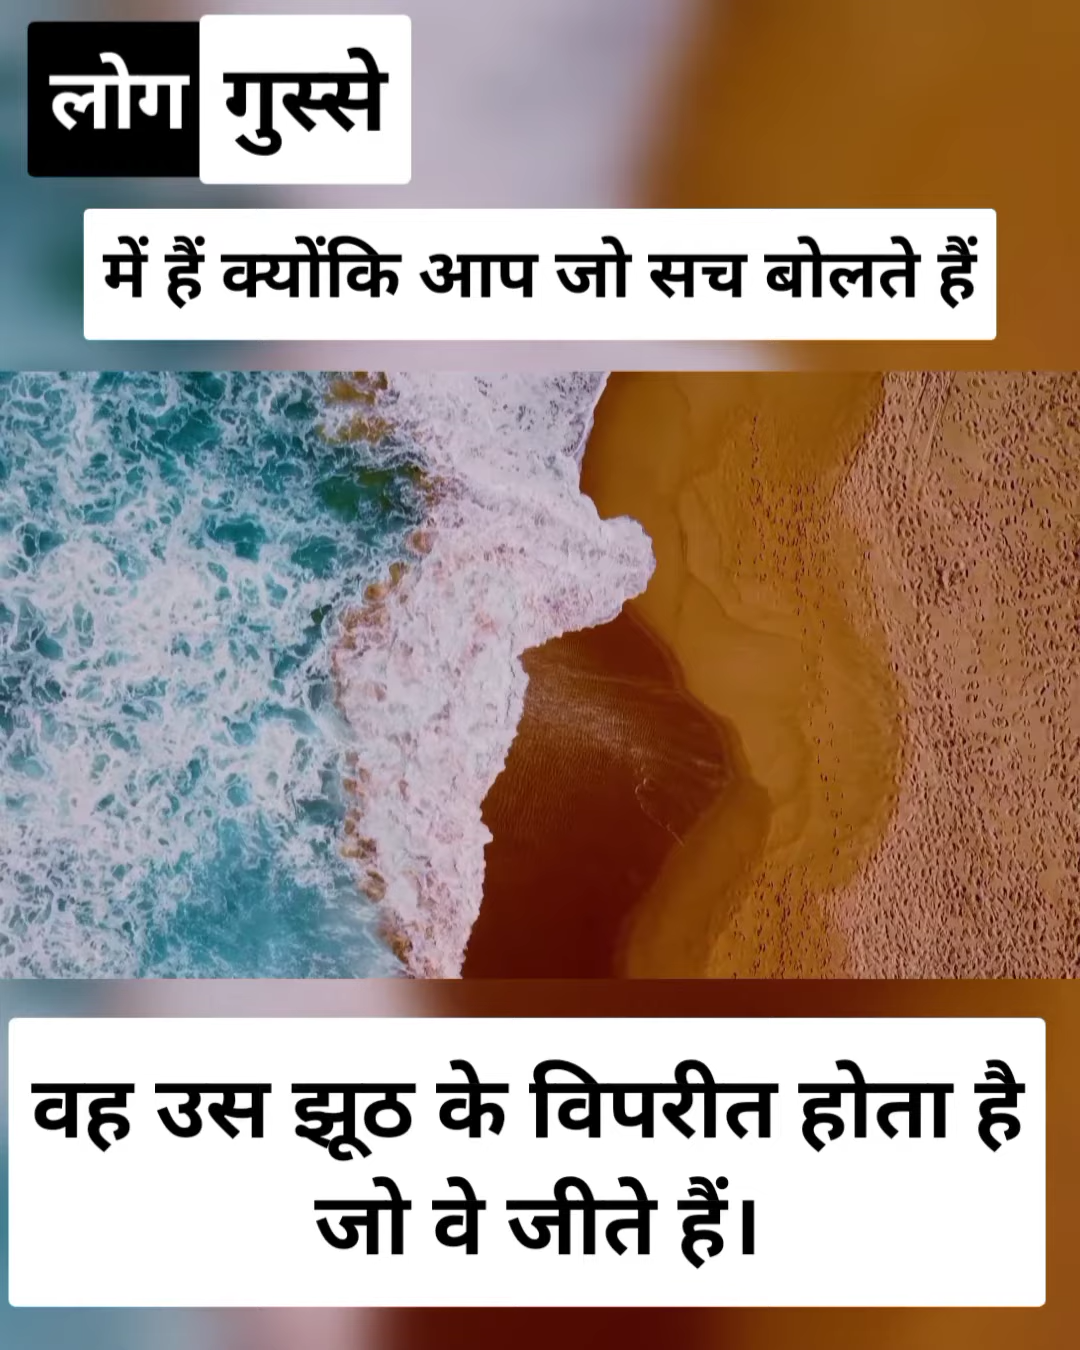 लोग गुस्से
में हैं क्योंकि आप जो सच बोलते हैं
वह उस झूठ के विपरीत होता है
जो वे जीते हैं।